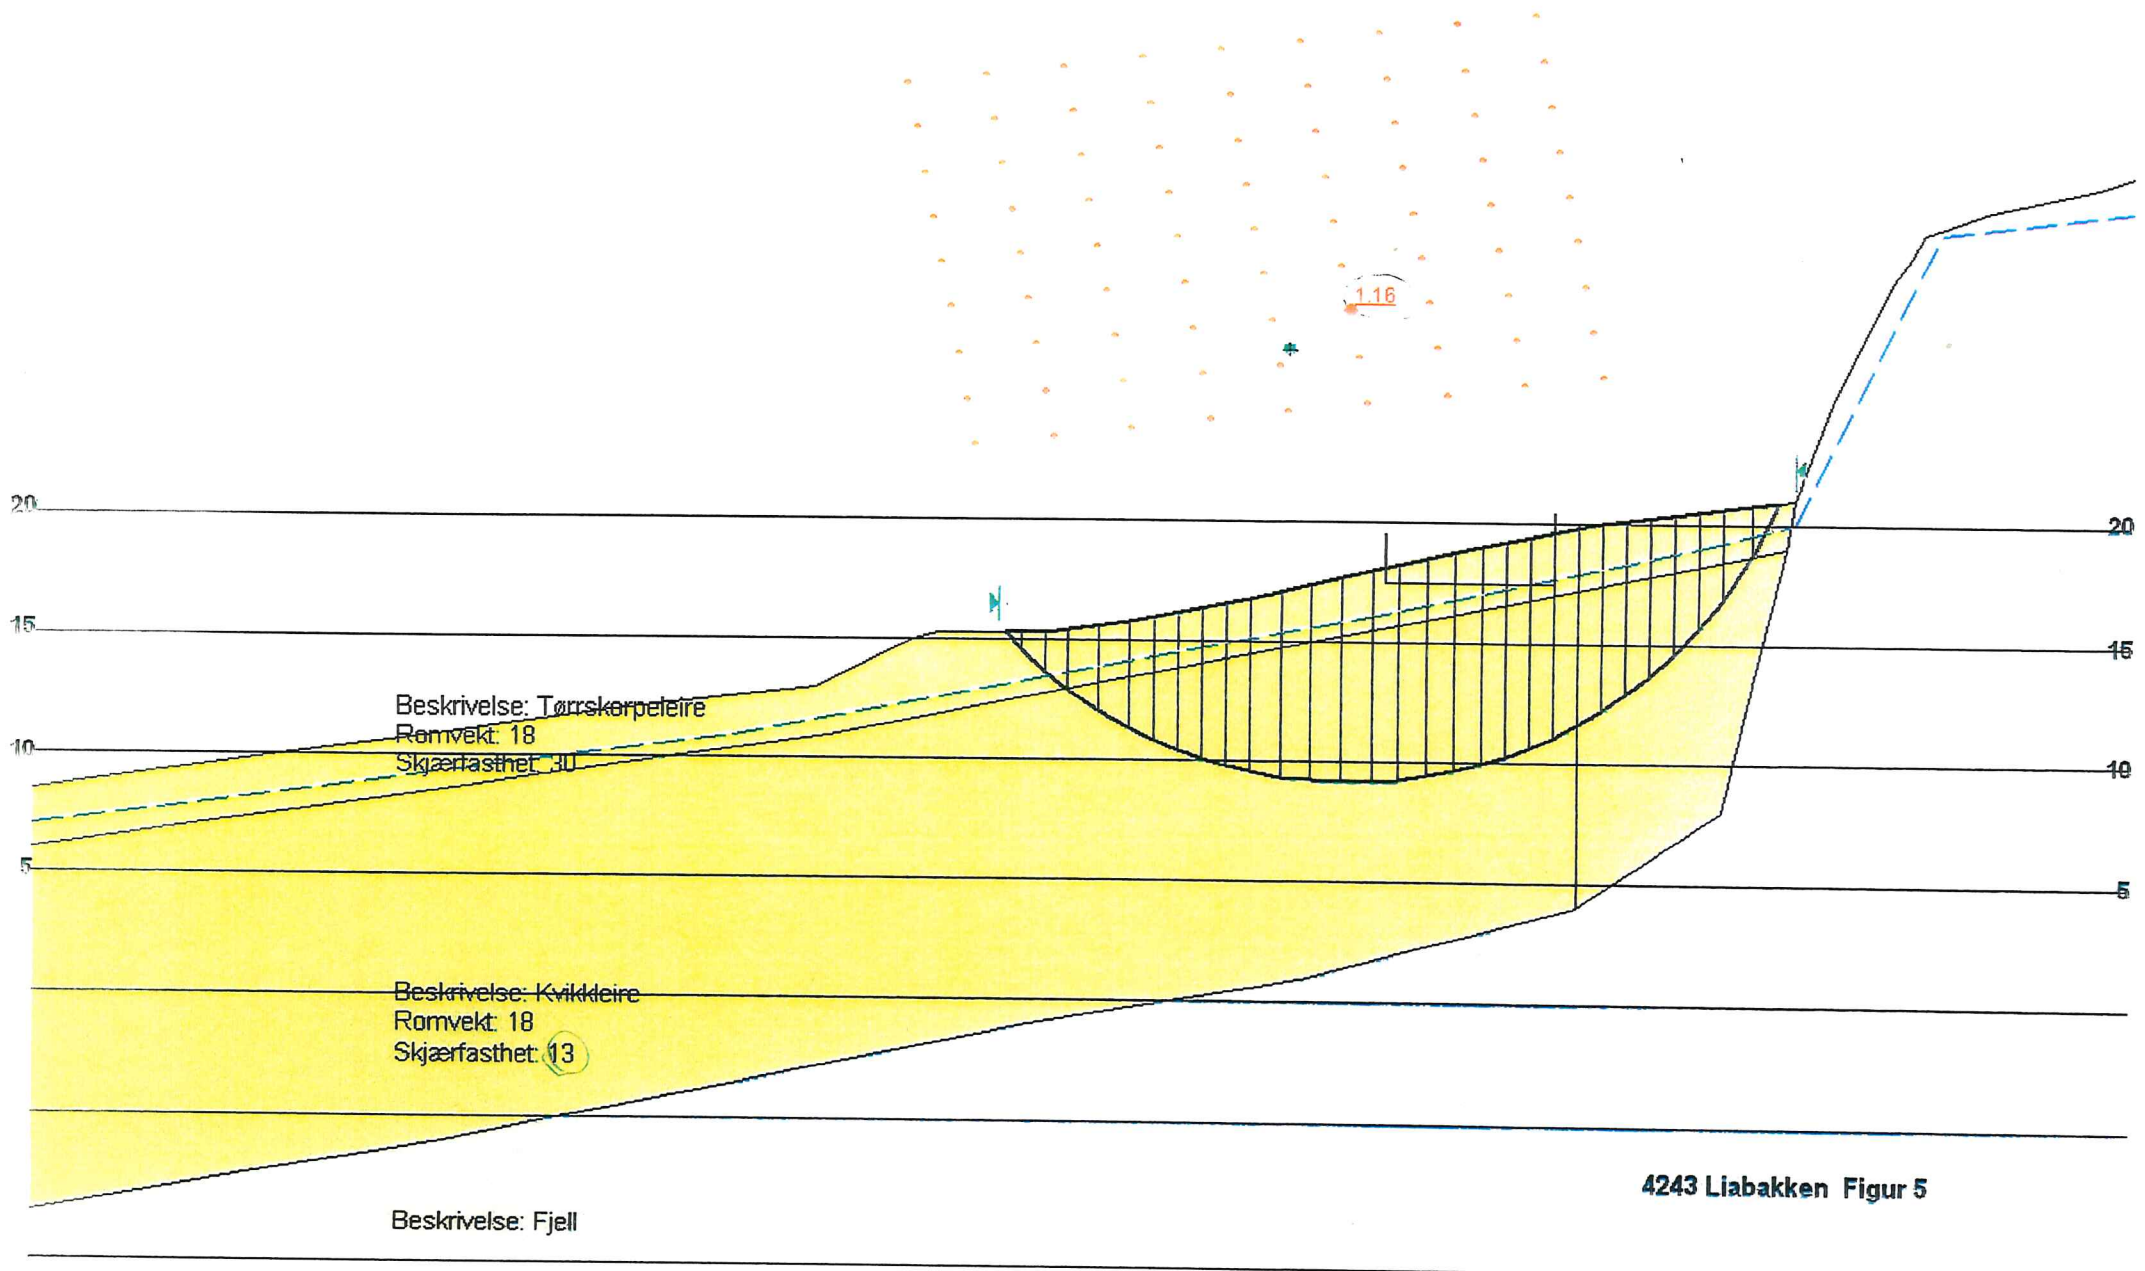 1.16
20
20
15
15
Beskrivelse: Tørrskorpeleire
Romvekt: 18
Skjærfasthet: 30
10
10
5
5
Beskrivelse: Kvikkleire
Romvekt: 18
Skjærfasthet: 13
4243 Liabakken Figur 5
Beskrivelse: Fjell